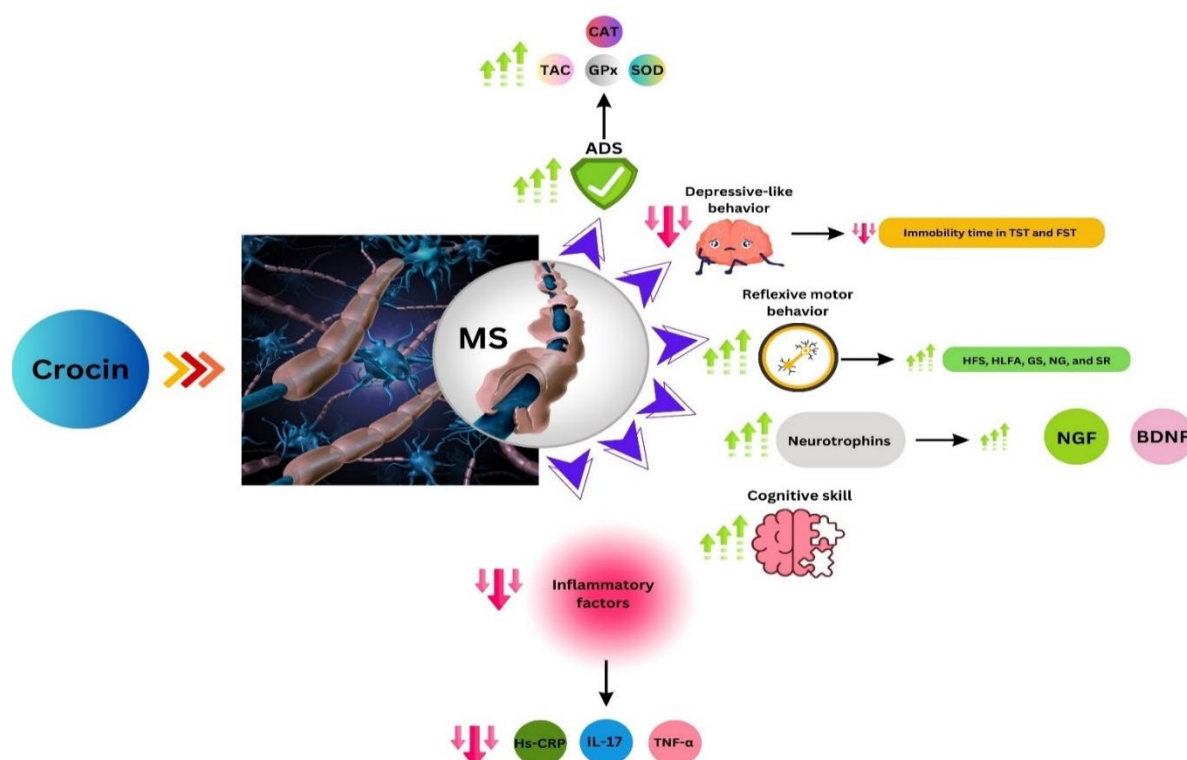 CAT
TAC
GPx
SOD
ADS
Depressive-like
behavior
Immobility time in TST and FST
Reflexive motor
behavior
HFS, HLFA, GS, NG, and SR
Crocin
MS
Neurotrophins
NGF
BDNF
Cognitive skill
Inflammatory
factors
Hs-CRP
IL-17
TNF-α